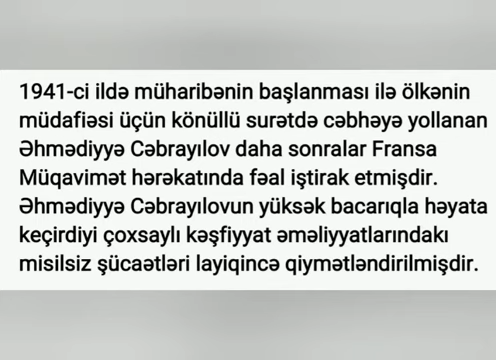 1941-ci ildə müharibənin başlanması ilə ölkənin
müdafiəsi üçün könüllü surətdə cəbhəyə yollanan
Əhmədiyyə Cəbrayılov daha sonralar Fransa
Müqavimət hərəkatında fəal iştirak etmişdir.
Əhmədiyyə Cəbrayılovun yüksək bacarıqla həyata
keçirdiyi çoxsaylı kəşfiyyat əməliyyatlarındakı
misilsiz şücaətləri layiqincə qiymətləndirilmişdir.